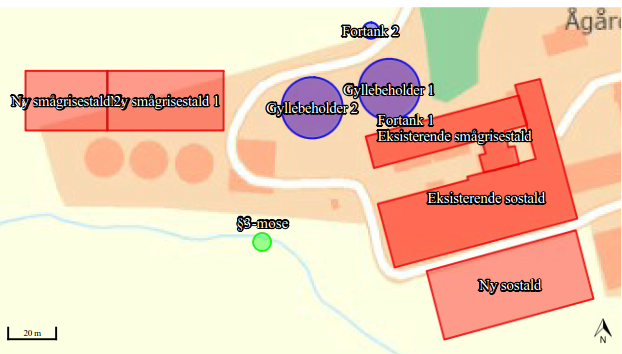 Ågård
Fortank 2
Gyllebeholder 1
Ny smågrisestald 2
Ny smågrisestald 1
Gyllebeholder 2
Fortank 1
Eksisterende smågrisestald
Eksisterende sostald
§3-mose
Ny sostald
20 m
N